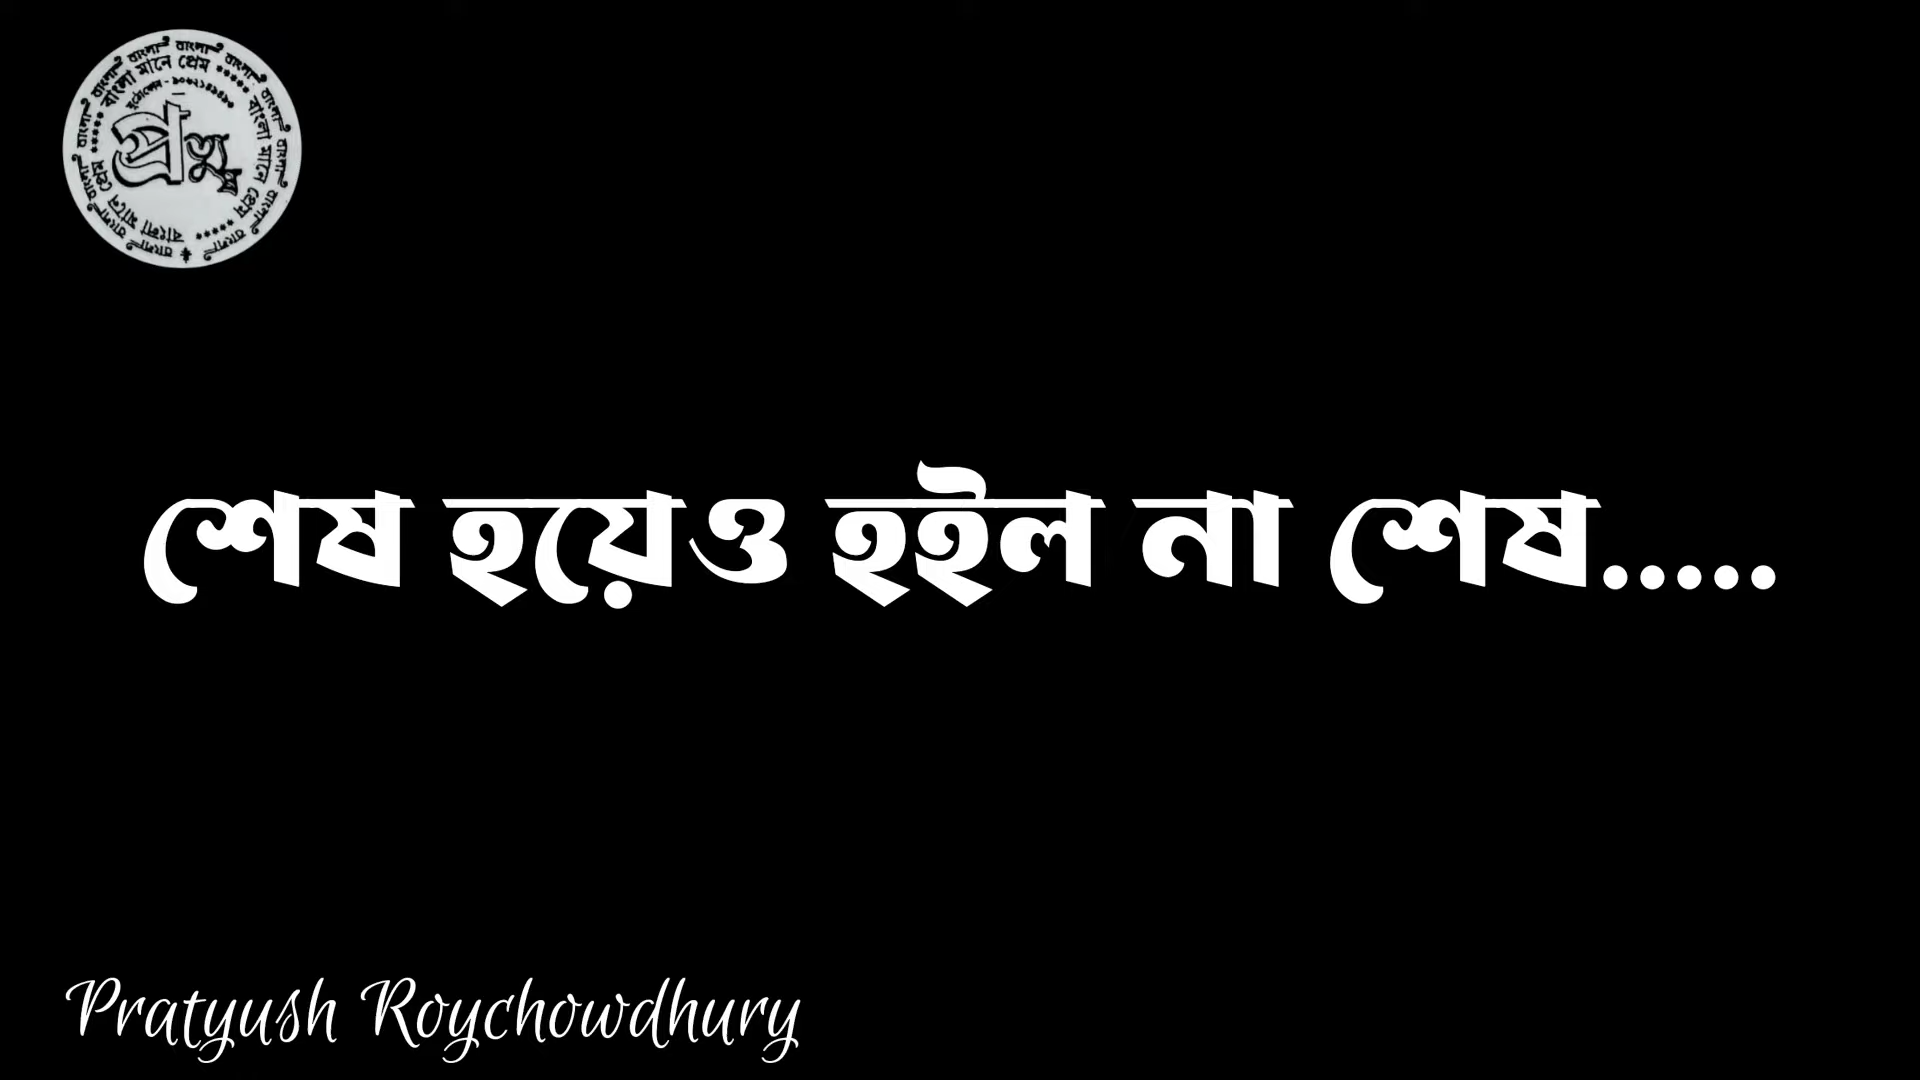 বাংলা বাংলা বাংলা বাংলা বাংলা বাংলা বাংলা বাংলা বাংলা বাংলা বাংলা বাংলা
বাংলা মানে প্রেম ***** বাংলা মানে প্রেম ***** বাংলা মানে প্রেম *****
শেষ হয়েও হইল না শেষ.....
Pratyush Roychowdhury